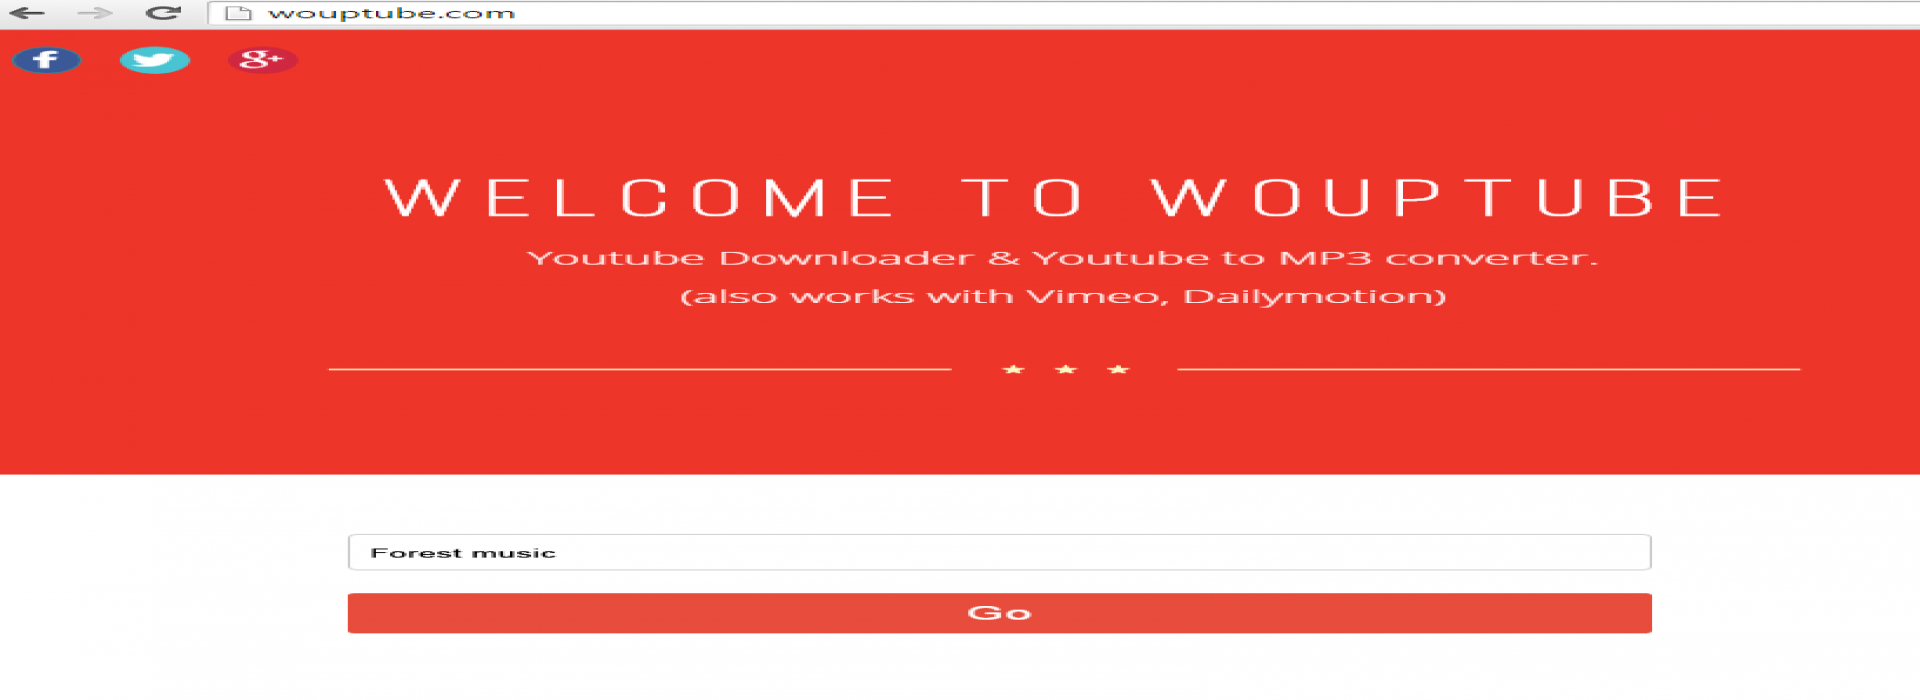 wouptube.com
f
g+
WELCOME TO WOUPTUBE
Youtube Downloader & Youtube to MP3 converter.
(also works with Vimeo, Dailymotion)
Forest music
Go